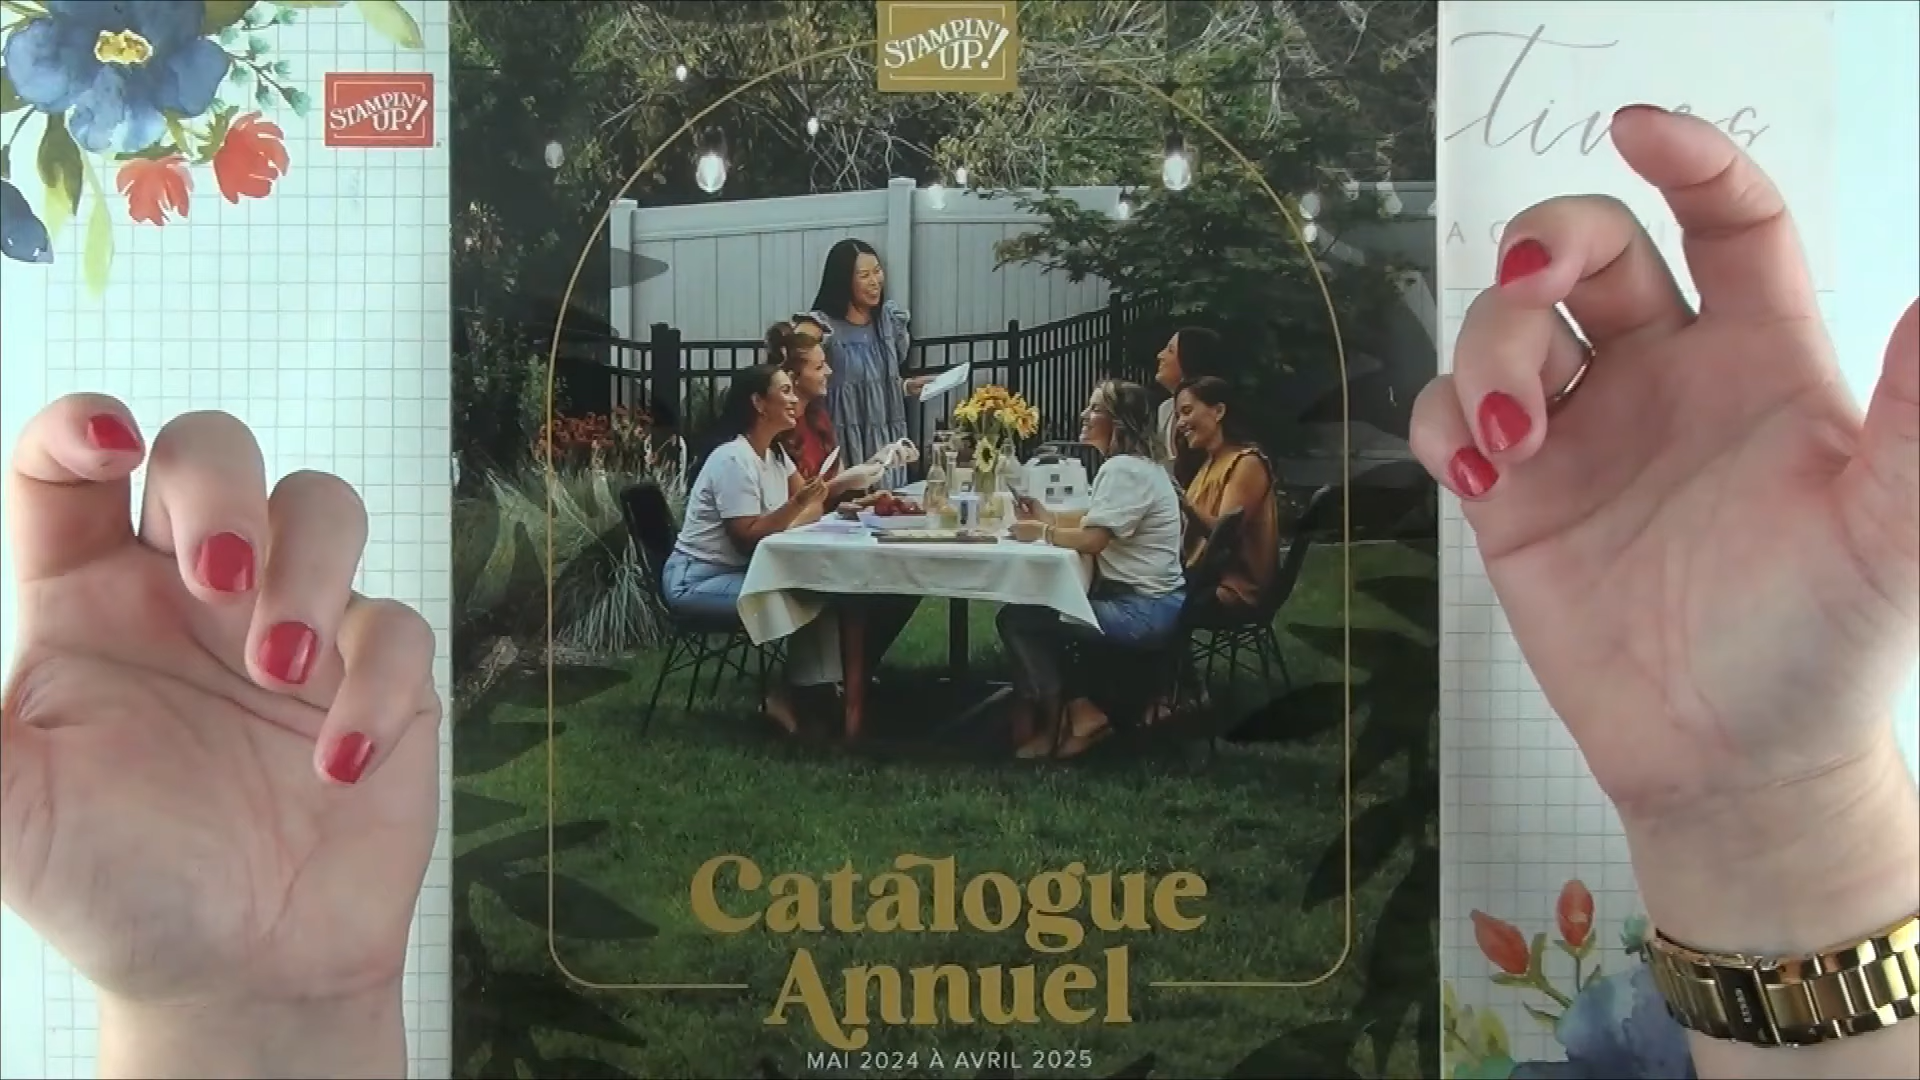 STAMPIN' UP!
STAMPIN' UP!
Catalogue
Annuel
MAI 2024 À AVRIL 2025